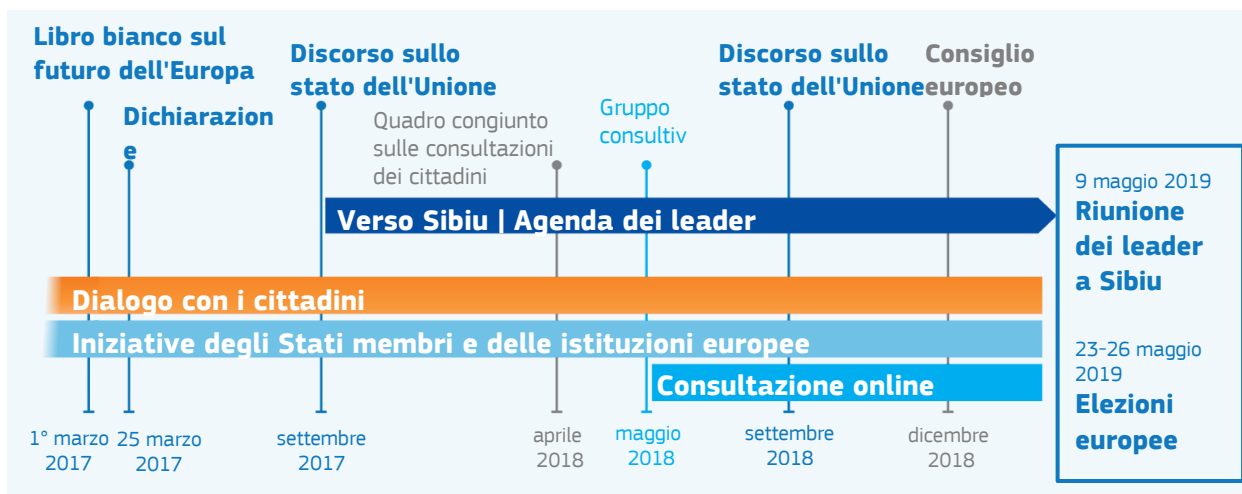 Libro bianco sul
futuro dell'Europa
Dichiarazion
e
Discorso sullo
stato dell'Unione
Quadro congiunto
sulle consultazioni
dei cittadini
Gruppo
consultiv
Discorso sullo
stato dell'Unione
Consiglio
europeo
Verso Sibiu | Agenda dei leader
Dialogo con i cittadini
Iniziative degli Stati membri e delle istituzioni europee
Consultazione online
1° marzo
2017
25 marzo
2017
settembre
2017
aprile
2018
maggio
2018
settembre
2018
dicembre
2018
9 maggio 2019
Riunione
dei leader
a Sibiu
23-26 maggio
2019
Elezioni
europee